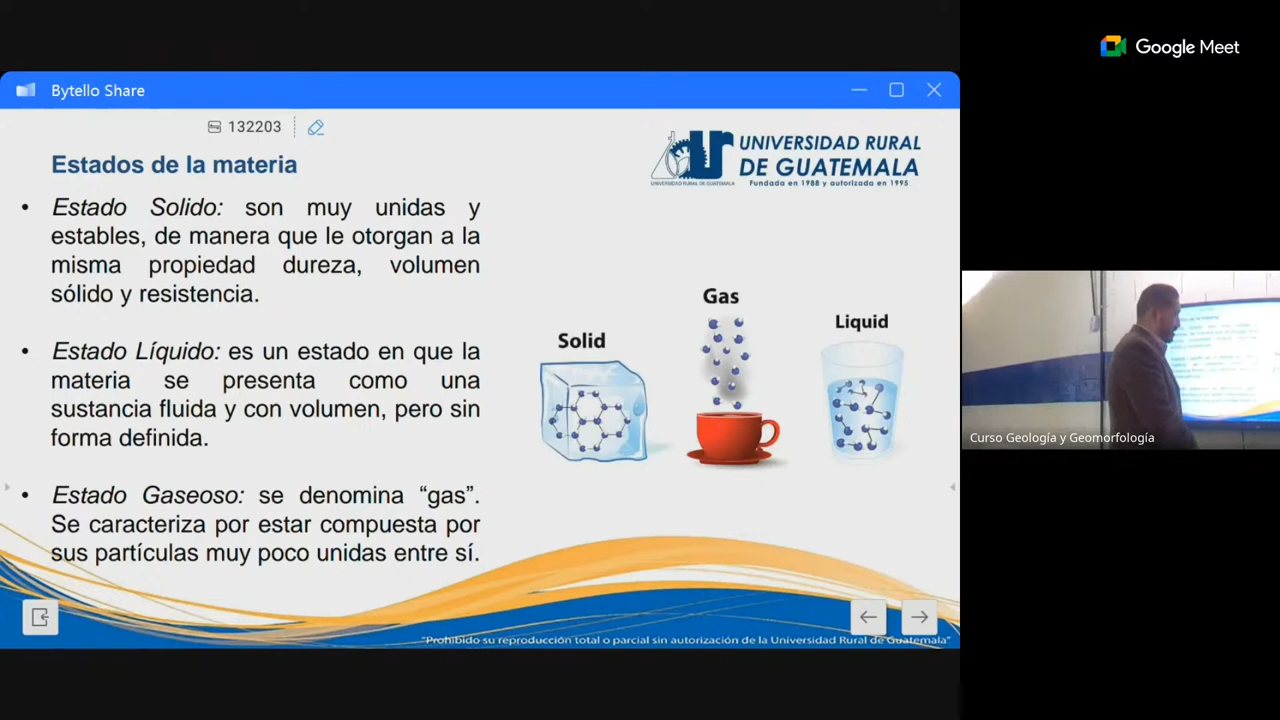 Google Meet
Bytello Share
132203
UNIVERSIDAD RURAL
DE GUATEMALA
Fundada en 1988 y autorizada en 1995
UNIVERSIDAD RURAL DE GUATEMALA
Estados de la materia
• Estado Solido: son muy unidas y
estables, de manera que le otorgan a la
misma propiedad dureza, volumen
sólido y resistencia.
• Estado Líquido: es un estado en que la
materia se presenta como una
sustancia fluida y con volumen, pero sin
forma definida.
• Estado Gaseoso: se denomina “gas”.
Se caracteriza por estar compuesta por
sus partículas muy poco unidas entre sí.
Solid
Gas
Liquid
"Prohibido su reproducción total o parcial sin autorización de la Universidad Rural de Guatemala"
Curso Geología y Geomorfología